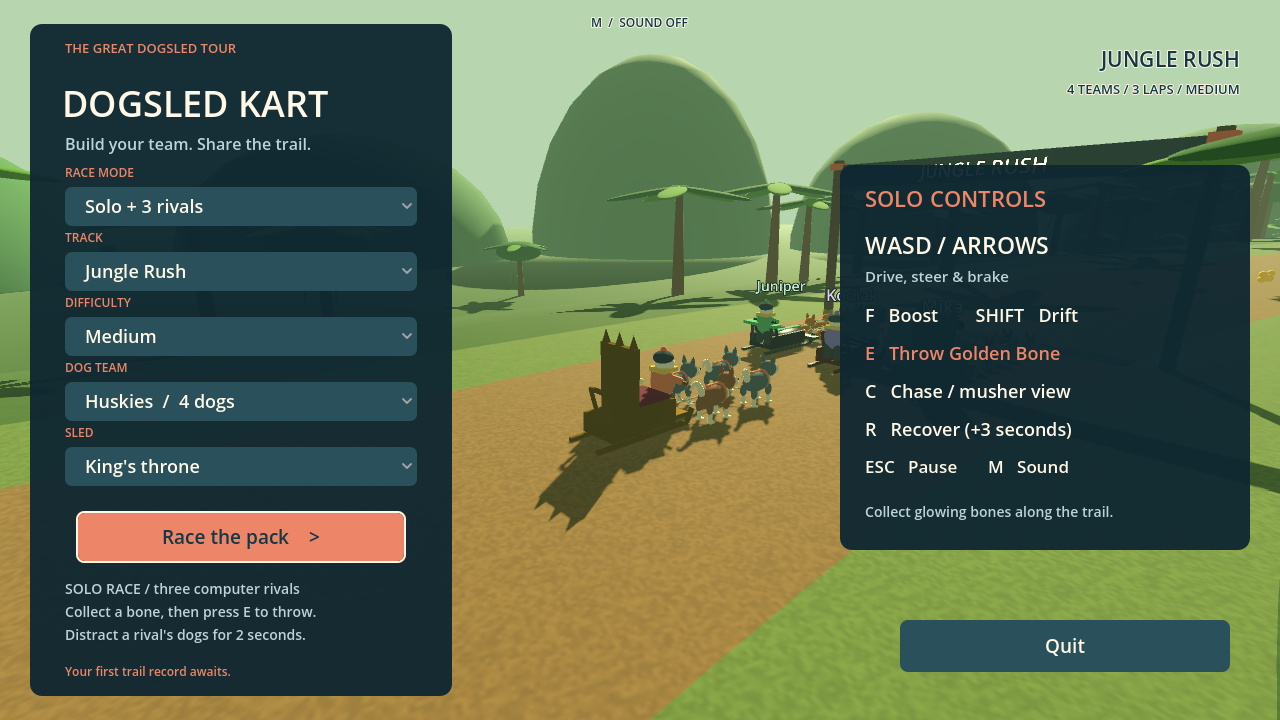 M / SOUND OFF
THE GREAT DOGSLED TOUR
DOGSLED KART
Build your team. Share the trail.
RACE MODE
Solo + 3 rivals
TRACK
Jungle Rush
DIFFICULTY
Medium
DOG TEAM
Huskies / 4 dogs
SLED
King's throne
Race the pack >
SOLO RACE / three computer rivals
Collect a bone, then press E to throw.
Distract a rival's dogs for 2 seconds.
Your first trail record awaits.
Juniper
JUNGLE RUSH
4 TEAMS / 3 LAPS / MEDIUM
JUNGLE RUSH
SOLO CONTROLS
WASD / ARROWS
Drive, steer & brake
F Boost SHIFT Drift
E Throw Golden Bone
C Chase / musher view
R Recover (+3 seconds)
ESC Pause M Sound
Collect glowing bones along the trail.
Quit